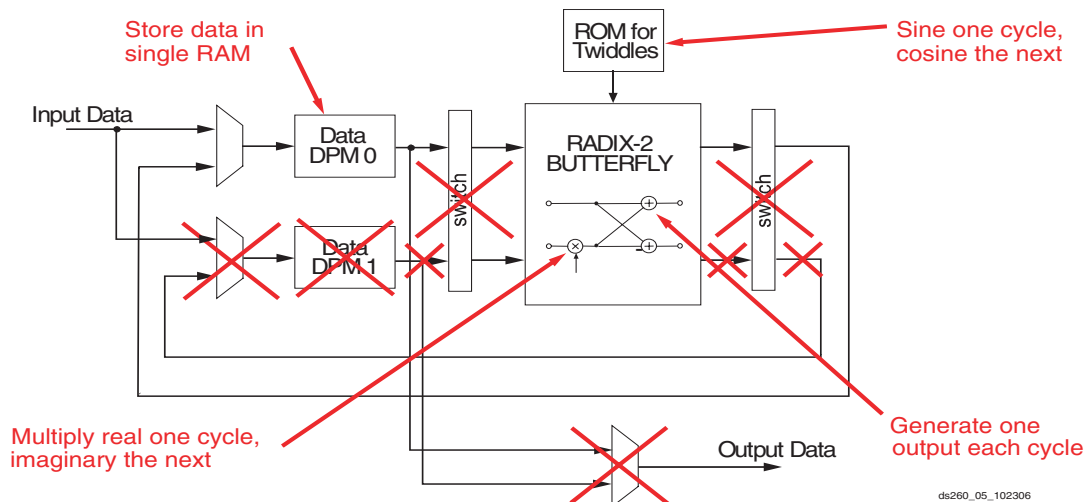 Store data in
single RAM
ROM for
Twiddles
Sine one cycle,
cosine the next
Input Data
Data
DPM 0
switch
RADIX-2
BUTTERFLY
switch
Data
DPM 1
Multiply real one cycle,
imaginary the next
Generate one
output each cycle
Output Data
ds260_05_102306